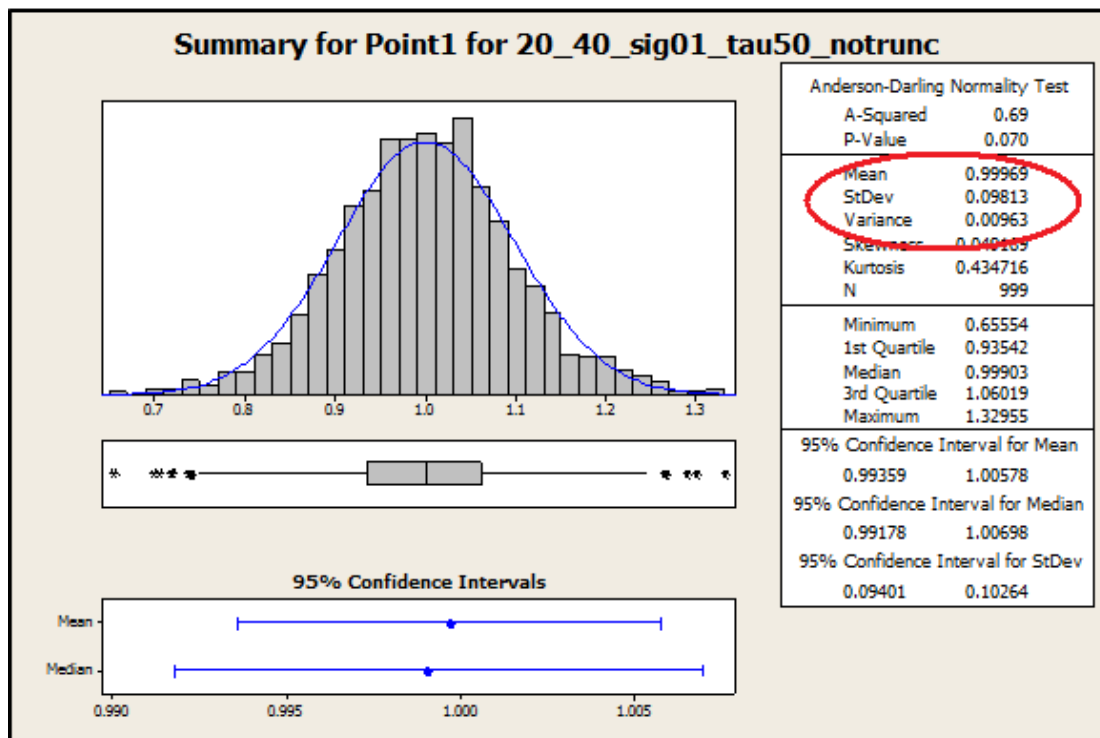 Summary for Point1 for 20_40_sig01_tau50_notrunc
0.7 0.8 0.9 1.0 1.1 1.2 1.3
95% Confidence Intervals
Mean
Median
0.990 0.995 1.000 1.005
Anderson-Darling Normality Test
A-Squared 0.69
P-Value 0.070
Mean 0.99969
StDev 0.09813
Variance 0.00963
Skewness 0.049169
Kurtosis 0.434716
N 999
Minimum 0.65554
1st Quartile 0.93542
Median 0.99903
3rd Quartile 1.06019
Maximum 1.32955
95% Confidence Interval for Mean
0.99359 1.00578
95% Confidence Interval for Median
0.99178 1.00698
95% Confidence Interval for StDev
0.09401 0.10264